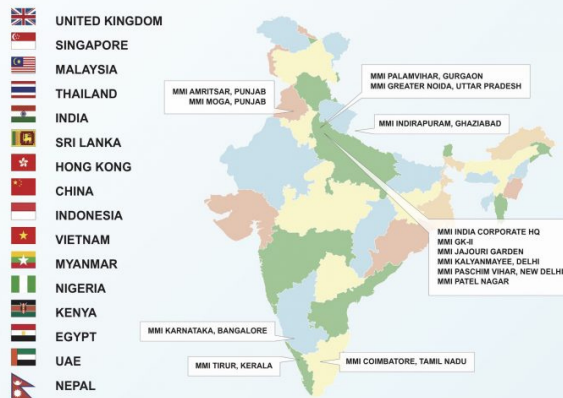 UNITED KINGDOM
SINGAPORE
MALAYSIA
THAILAND
INDIA
SRI LANKA
HONG KONG
CHINA
INDONESIA
VIETNAM
MYANMAR
NIGERIA
KENYA
EGYPT
UAE
NEPAL
MMI AMRITSAR, PUNJAB
MMI MOGA, PUNJAB
MMI PALAMVIHAR, GURGAON
MMI GREATER NOIDA, UTTAR PRADESH
MMI INDIRAPURAM, GHAZIABAD
MMI INDIA CORPORATE HQ
MMI GK-II
MMI JAJOURI GARDEN
MMI KALYANMAYEE, DELHI
MMI PASCHIM VIHAR, NEW DELHI
MMI PATEL NAGAR
MMI KARNATAKA, BANGALORE
MMI TIRUR, KERALA
MMI COIMBATORE, TAMIL NADU